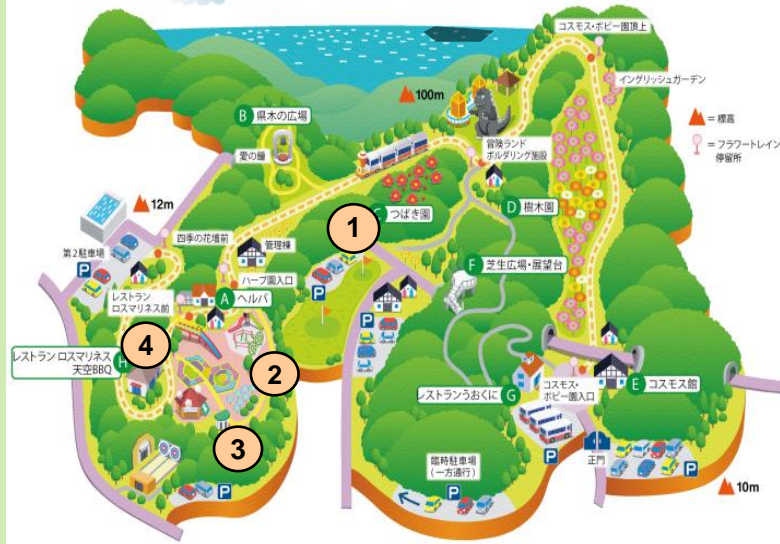 コスモス・ポピー園頂上
イングリッシュガーデン
100m
= 標高
= フラワートレイン
停留所
B 県木の広場
愛の鐘
冒険ランド
ボルダリング施設
12m
D 樹木園
1
つばき園
第2駐車場
P
四季の花壇前
管理棟
F 芝生広場・展望台
ハーブ園入口
P
レストラン
ロスマリネス前
A ヘルバ
P
4
レストラン ロスマリネス
天空BBQ
H
2
レストランうおくに G
コスモス・
ポピー園入口
E コスモス館
3
P
正門
臨時駐車場
(一方通行)
P
P
P
10m